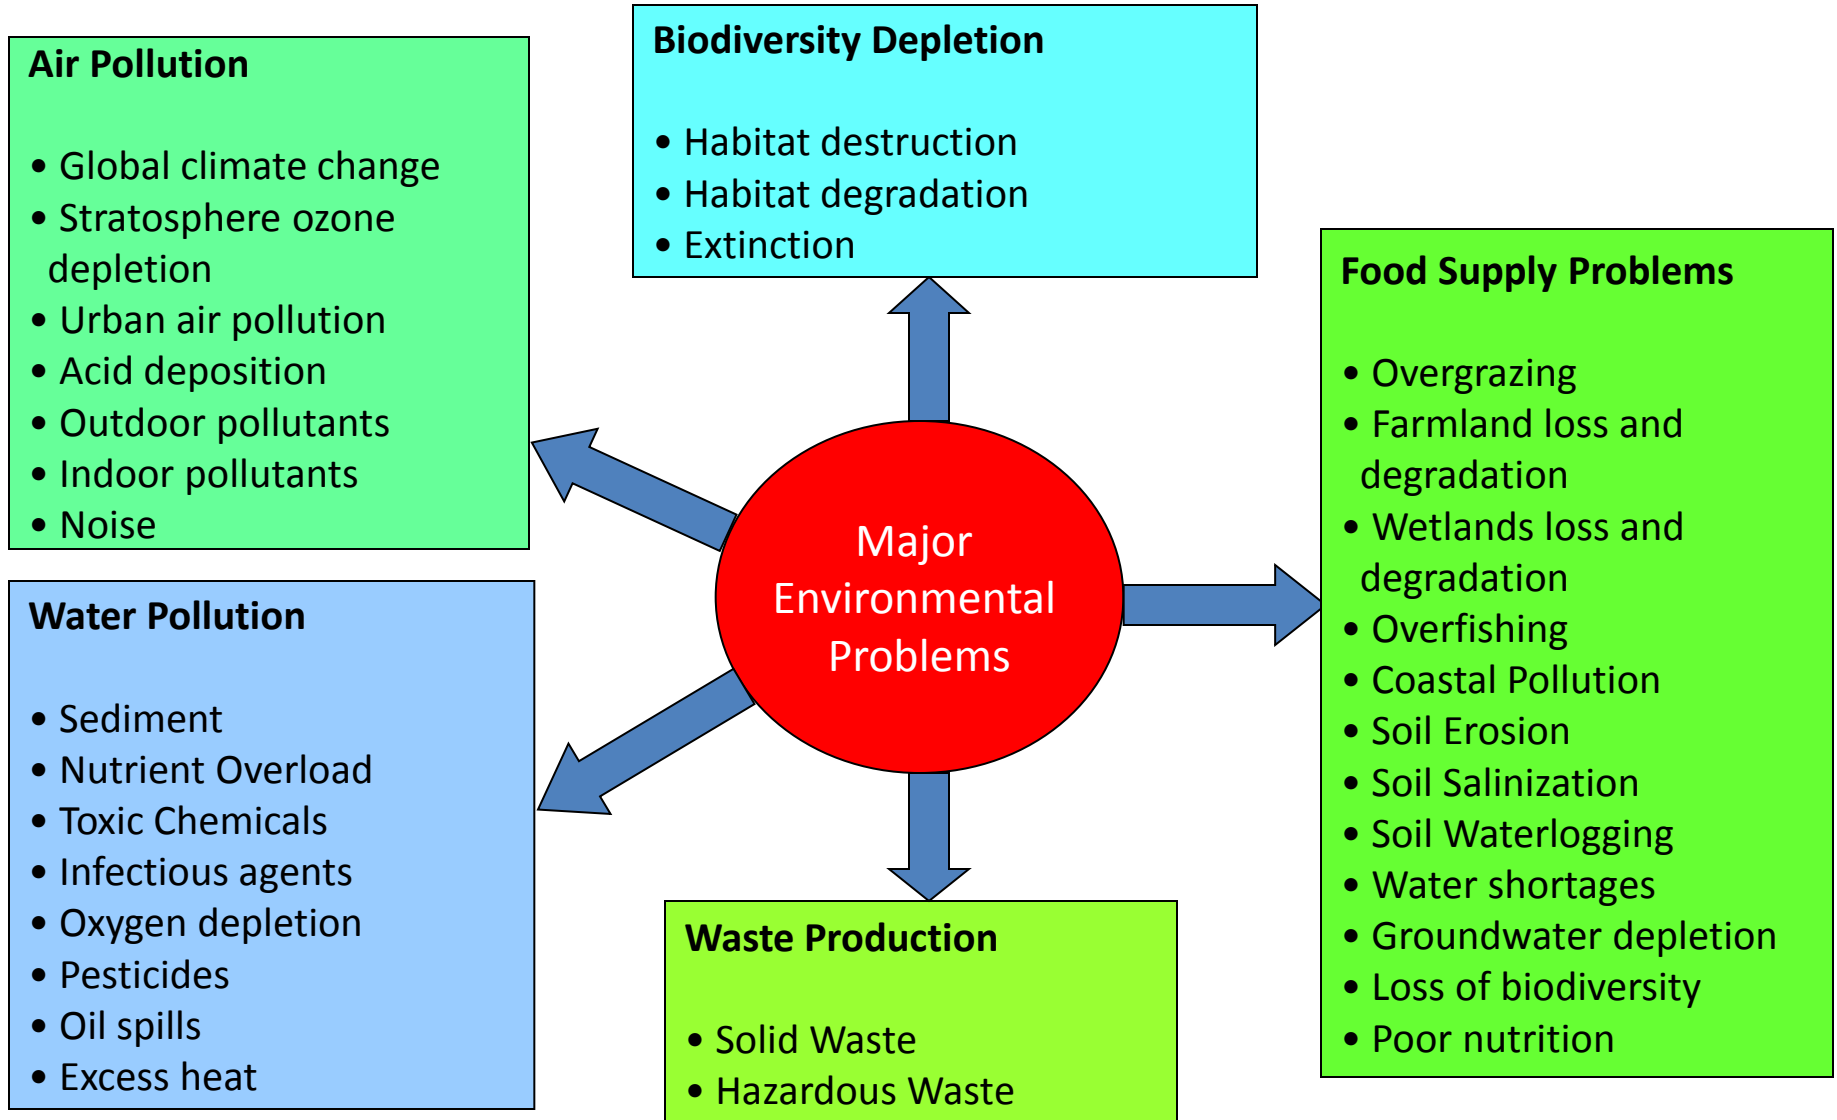 Air Pollution
• Global climate change
• Stratosphere ozone
depletion
• Urban air pollution
• Acid deposition
• Outdoor pollutants
• Indoor pollutants
• Noise
Biodiversity Depletion
• Habitat destruction
• Habitat degradation
• Extinction
Food Supply Problems
• Overgrazing
• Farmland loss and
degradation
• Wetlands loss and
degradation
• Overfishing
• Coastal Pollution
• Soil Erosion
• Soil Salinization
• Soil Waterlogging
• Water shortages
• Groundwater depletion
• Loss of biodiversity
• Poor nutrition
Major
Environmental
Problems
Water Pollution
• Sediment
• Nutrient Overload
• Toxic Chemicals
• Infectious agents
• Oxygen depletion
• Pesticides
• Oil spills
• Excess heat
Waste Production
• Solid Waste
• Hazardous Waste